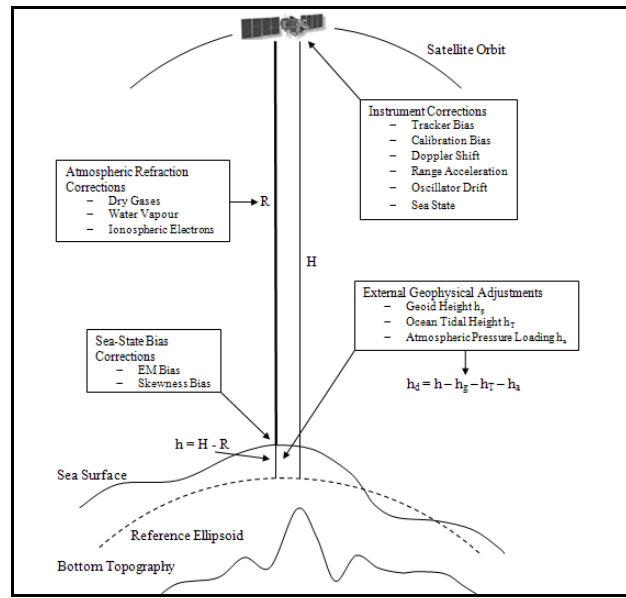 Satellite Orbit
Instrument Corrections
– Tracker Bias
– Calibration Bias
– Doppler Shift
– Range Acceleration
– Oscillator Drift
– Sea State
Atmospheric Refraction
Corrections
– Dry Gases
– Water Vapour
– Ionospheric Electrons
R
H
External Geophysical Adjustments
– Geoid Height hg
– Ocean Tidal Height hT
– Atmospheric Pressure Loading ha
Sea-State Bias
Corrections
– EM Bias
– Skewness Bias
hd = h – hg – hT – ha
h = H - R
Sea Surface
Reference Ellipsoid
Bottom Topography